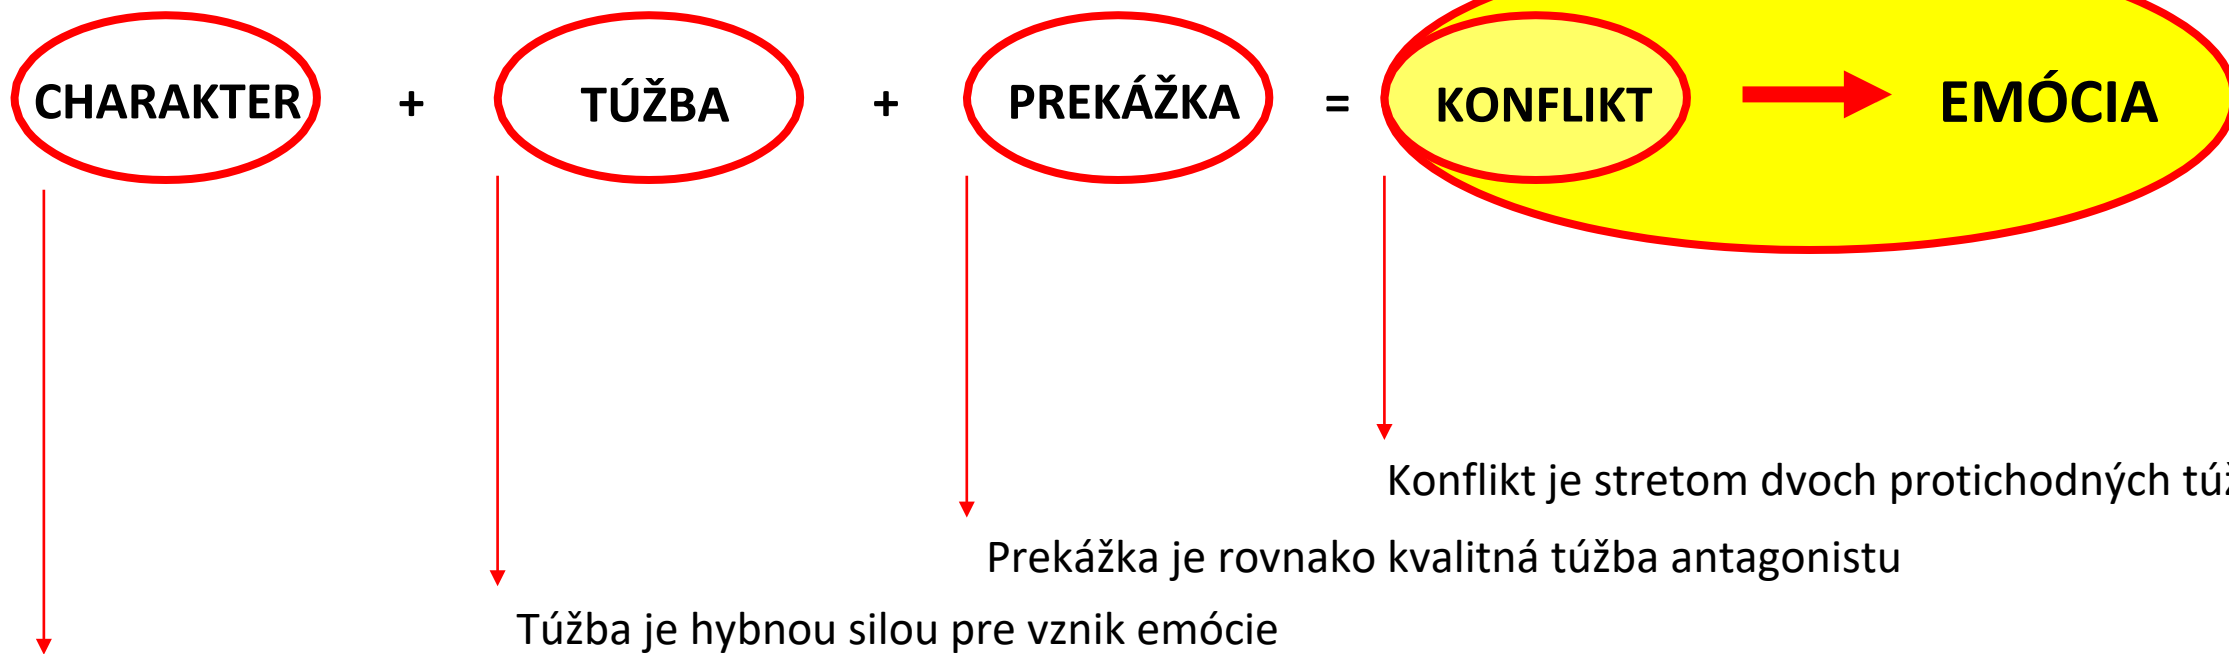 CHARAKTER + TÚŽBA + PREKÁŽKA = KONFLIKT EMÓCIA
Konflikt je stretom dvoch protichodných
Prekážka je rovnako kvalitná túžba antagonistu
Túžba je hybnou silou pre vznik emócie